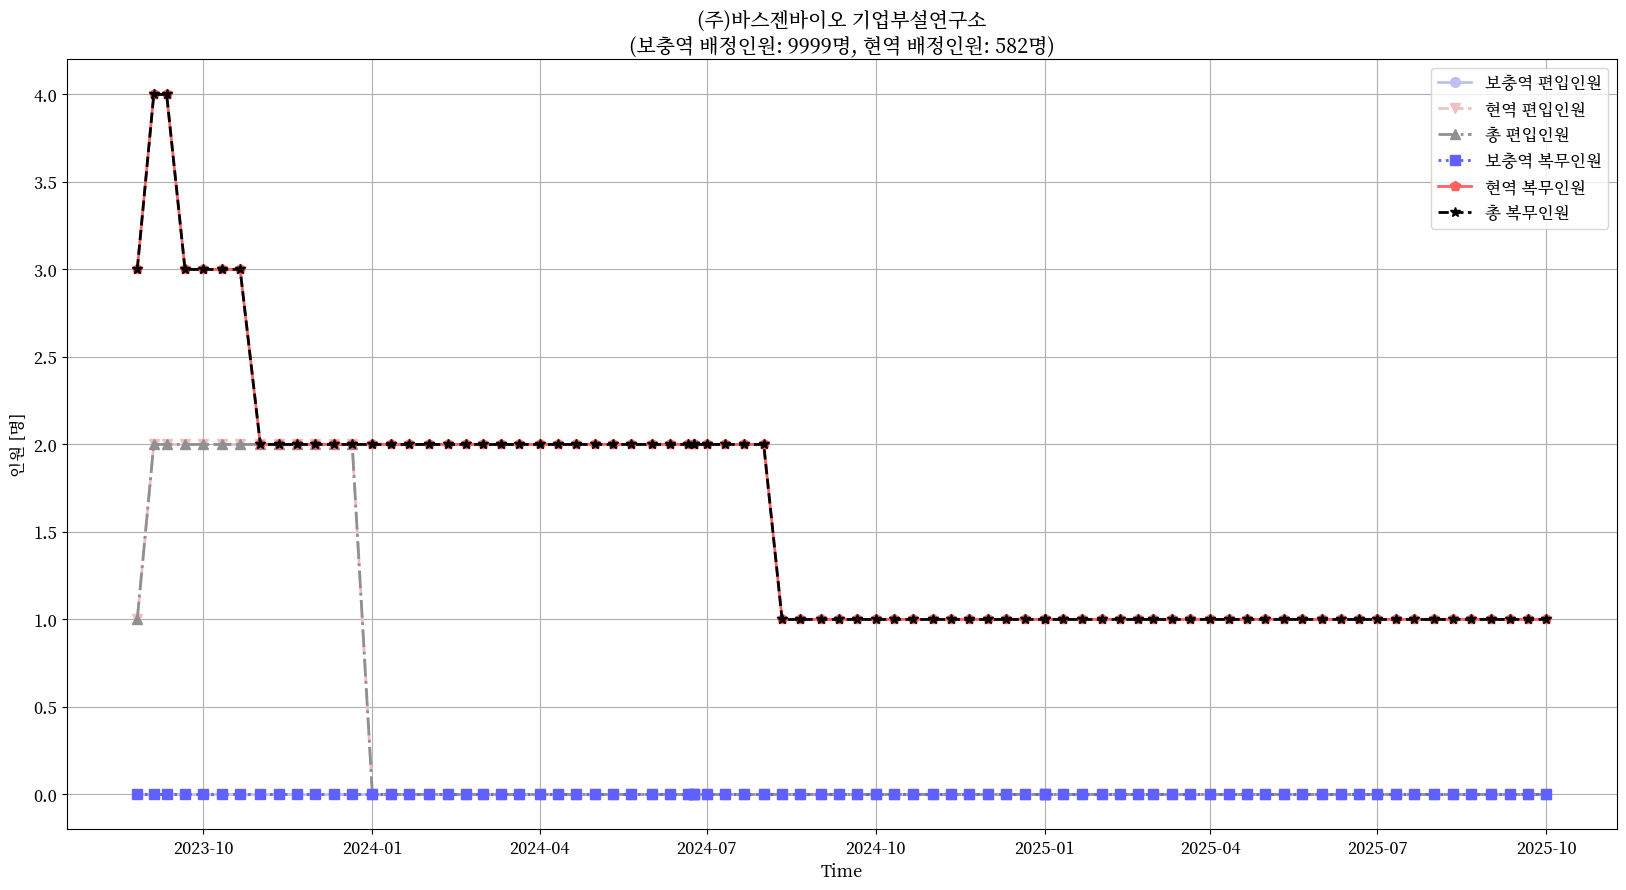 (주)바스젠바이오 기업부설연구소
(보충역 배정인원: 9999명, 현역 배정인원: 582명)
보충역 편입인원
현역 편입인원
총 편입인원
보충역 복무인원
현역 복무인원
총 복무인원
인원 [명]
4.0
3.5
3.0
2.5
2.0
1.5
1.0
0.5
0.0
2023-10 2024-01 2024-04 2024-07 2024-10 2025-01 2025-04 2025-07 2025-10
Time